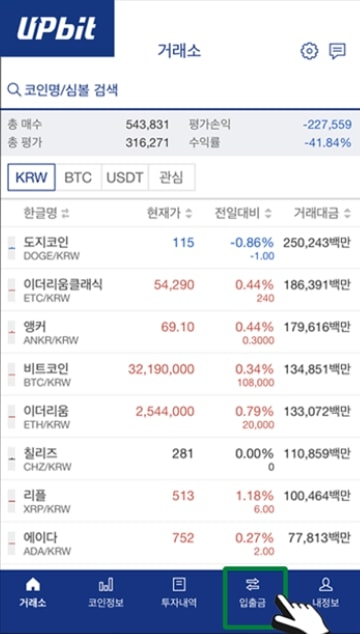 UPbit
거래소
코인명/심볼 검색
총 매수 543,831 평가손익 -227,559
총 평가 316,271 수익률 -41.84%
KRW BTC USDT 관심
한글명 현재가 전일대비 거래대금
도지코인 115 -0.86% 250,243백만
DOGE/KRW -1.00
이더리움클래식 54,290 0.44% 186,391백만
ETC/KRW 240
앵커 69.10 0.44% 179,616백만
ANKR/KRW 0.3000
비트코인 32,190,000 0.34% 134,851백만
BTC/KRW 108,000
이더리움 2,544,000 0.79% 133,072백만
ETH/KRW 20,000
칠리즈 281 0.00% 110,859백만
CHZ/KRW 0
리플 513 1.18% 100,464백만
XRP/KRW 6.00
에이다 752 0.27% 77,813백만
ADA/KRW 2.00
거래소 코인정보 투자내역 입출금 내정보